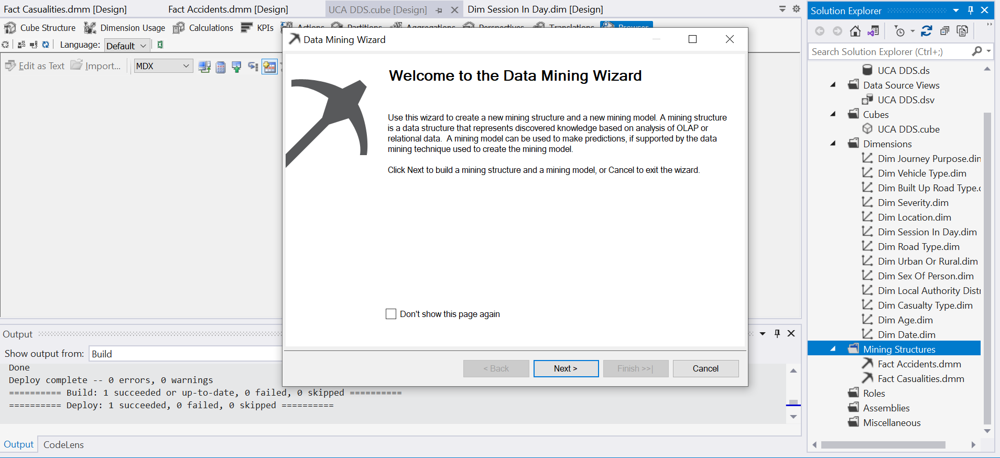 Fact Casualities.dmm [Design] Fact Accidents.dmm [Design] UCA DDS.cube [Design] Dim Session In Day.dim [Design]
Cube Structure Dimension Usage Calculations KPIs Actions Partitions Aggregations Perspectives Translations Browser
Language: Default
Edit as Text Import... MDX
Data Mining Wizard
Welcome to the Data Mining Wizard
Use this wizard to create a new mining structure and a new mining model. A mining structure
is a data structure that represents discovered knowledge based on analysis of OLAP or
relational data. A mining model can be used to make predictions, if supported by the data
mining technique used to create the mining model.
Click Next to build a mining structure and a mining model, or Cancel to exit the wizard.
Don't show this page again
< Back Next > Finish >>| Cancel
Output
Show output from: Build
Done
Deploy complete -- 0 errors, 0 warnings
========== Build: 1 succeeded or up-to-date, 0 failed, 0 skipped ==========
========== Deploy: 1 succeeded, 0 failed, 0 skipped ==========
Output CodeLens
Solution Explorer
Search Solution Explorer (Ctrl+;)
UCA DDS.ds
Data Source Views
UCA DDS.dsv
Cubes
UCA DDS.cube
Dimensions
Dim Journey Purpose.din
Dim Vehicle Type.dim
Dim Built Up Road Type.
Dim Severity.dim
Dim Location.dim
Dim Session In Day.dim
Dim Road Type.dim
Dim Urban Or Rural.dim
Dim Sex Of Person.dim
Dim Local Authority Distr
Dim Casualty Type.dim
Dim Age.dim
Dim Date.dim
Mining Structures
Fact Accidents.dmm
Fact Casualities.dmm
Roles
Assemblies
Miscellaneous